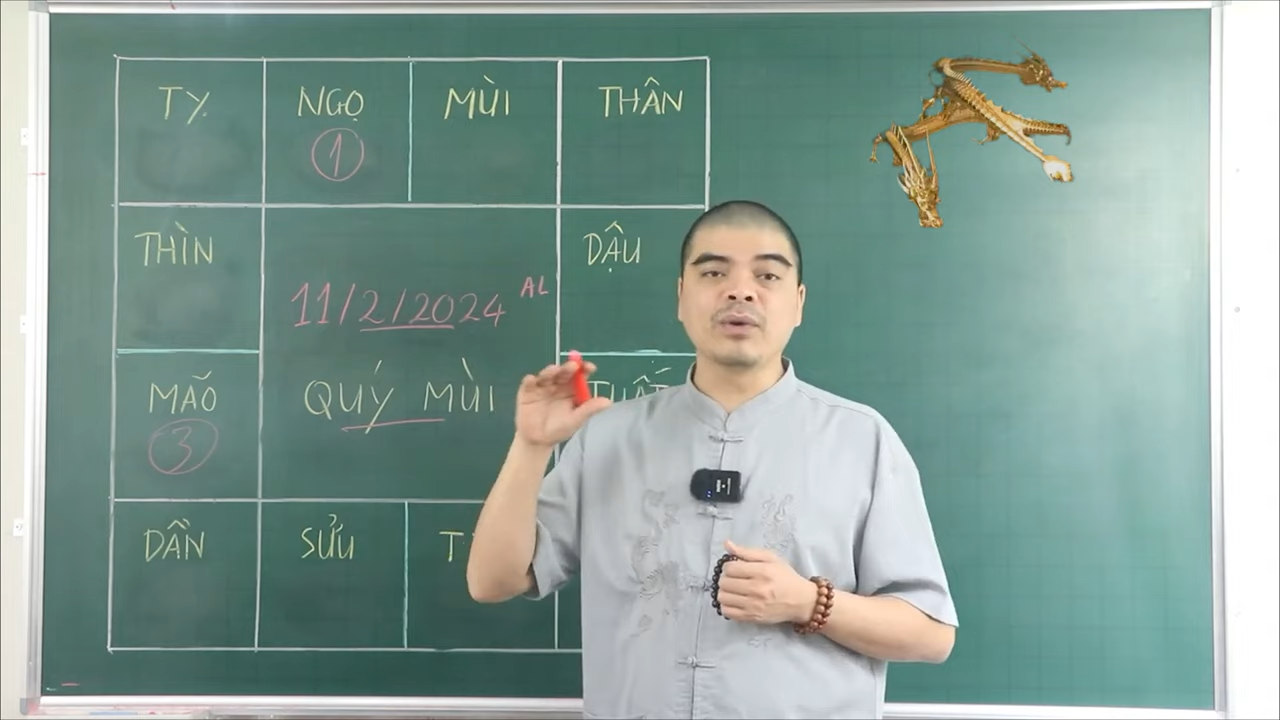 TỴ
NGỌ
MÙI
THÂN
1
THÌN
DẬU
11/2/2024 AL
MÃO
QUÝ MÙI
3
DẦN
SỬU